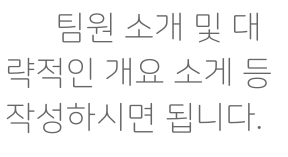 팀원 소개 및 대
략적인 개요 소게 등
작성하시면 됩니다.